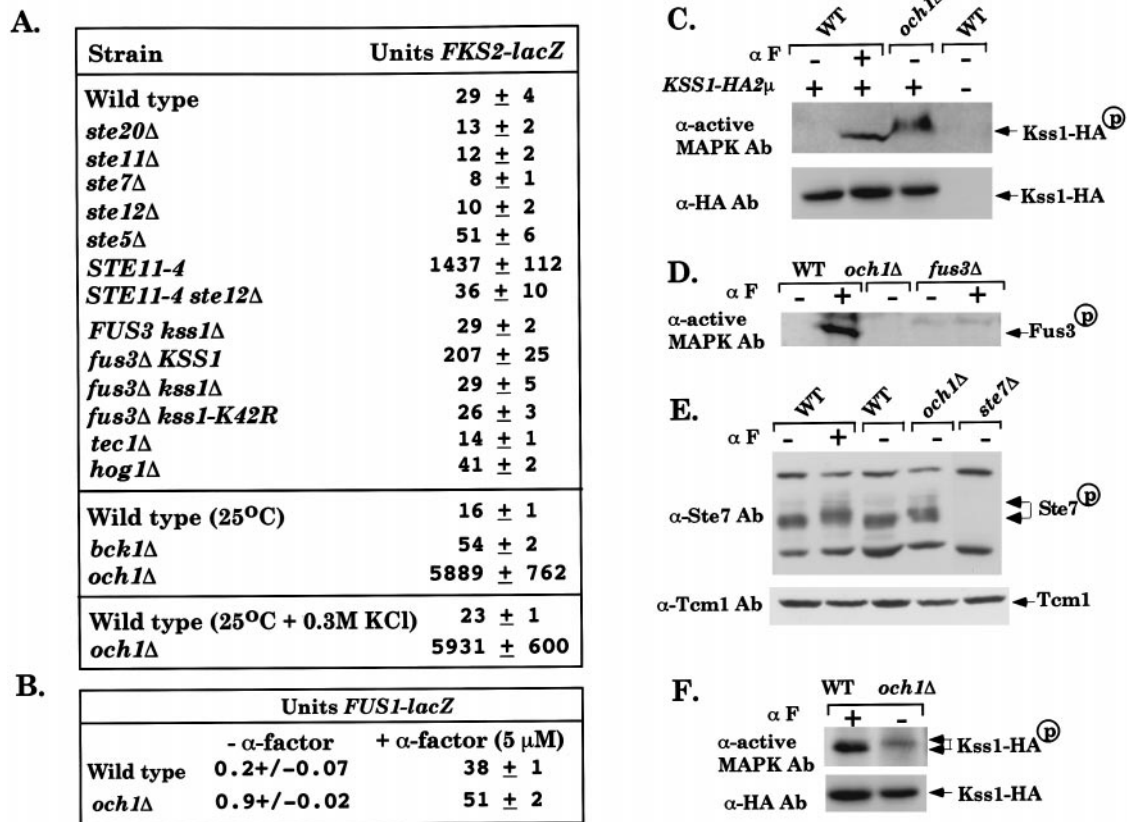 A.
Strain Units FKS2-lacZ
Wild type 29 ± 4
ste20Δ 13 ± 2
ste11Δ 12 ± 2
ste7Δ 8 ± 1
ste12Δ 10 ± 2
ste5Δ 51 ± 6
STE11-4 1437 ± 112
STE11-4 ste12Δ 36 ± 10
FUS3 kss1Δ 29 ± 2
fus3Δ KSS1 207 ± 25
fus3Δ kss1Δ 29 ± 5
fus3Δ kss1-K42R 26 ± 3
tec1Δ 14 ± 1
hog1Δ 41 ± 2
Wild type (25ºC) 16 ± 1
bck1Δ 54 ± 2
och1Δ 5889 ± 762
Wild type (25ºC + 0.3M KCl) 23 ± 1
och1Δ 5931 ± 600
B.
Units FUS1-lacZ
- α-factor + α-factor (5 μM)
Wild type 0.2+/-0.07 38 ± 1
och1Δ 0.9+/-0.02 51 ± 2
C.
WT och1Δ WT
α F - + - -
KSS1-HA2μ + + + -
α-active
MAPK Ab
Kss1-HA p
α-HA Ab Kss1-HA
D.
WT och1Δ fus3Δ
α F - + - - +
α-active
MAPK Ab
Fus3 p
E.
WT WT och1Δ ste7Δ
α F - + - - -
α-Ste7 Ab Ste7 p
α-Tcm1 Ab Tcm1
F.
WT och1Δ
α F + -
α-active
MAPK Ab
Kss1-HA p
α-HA Ab Kss1-HA